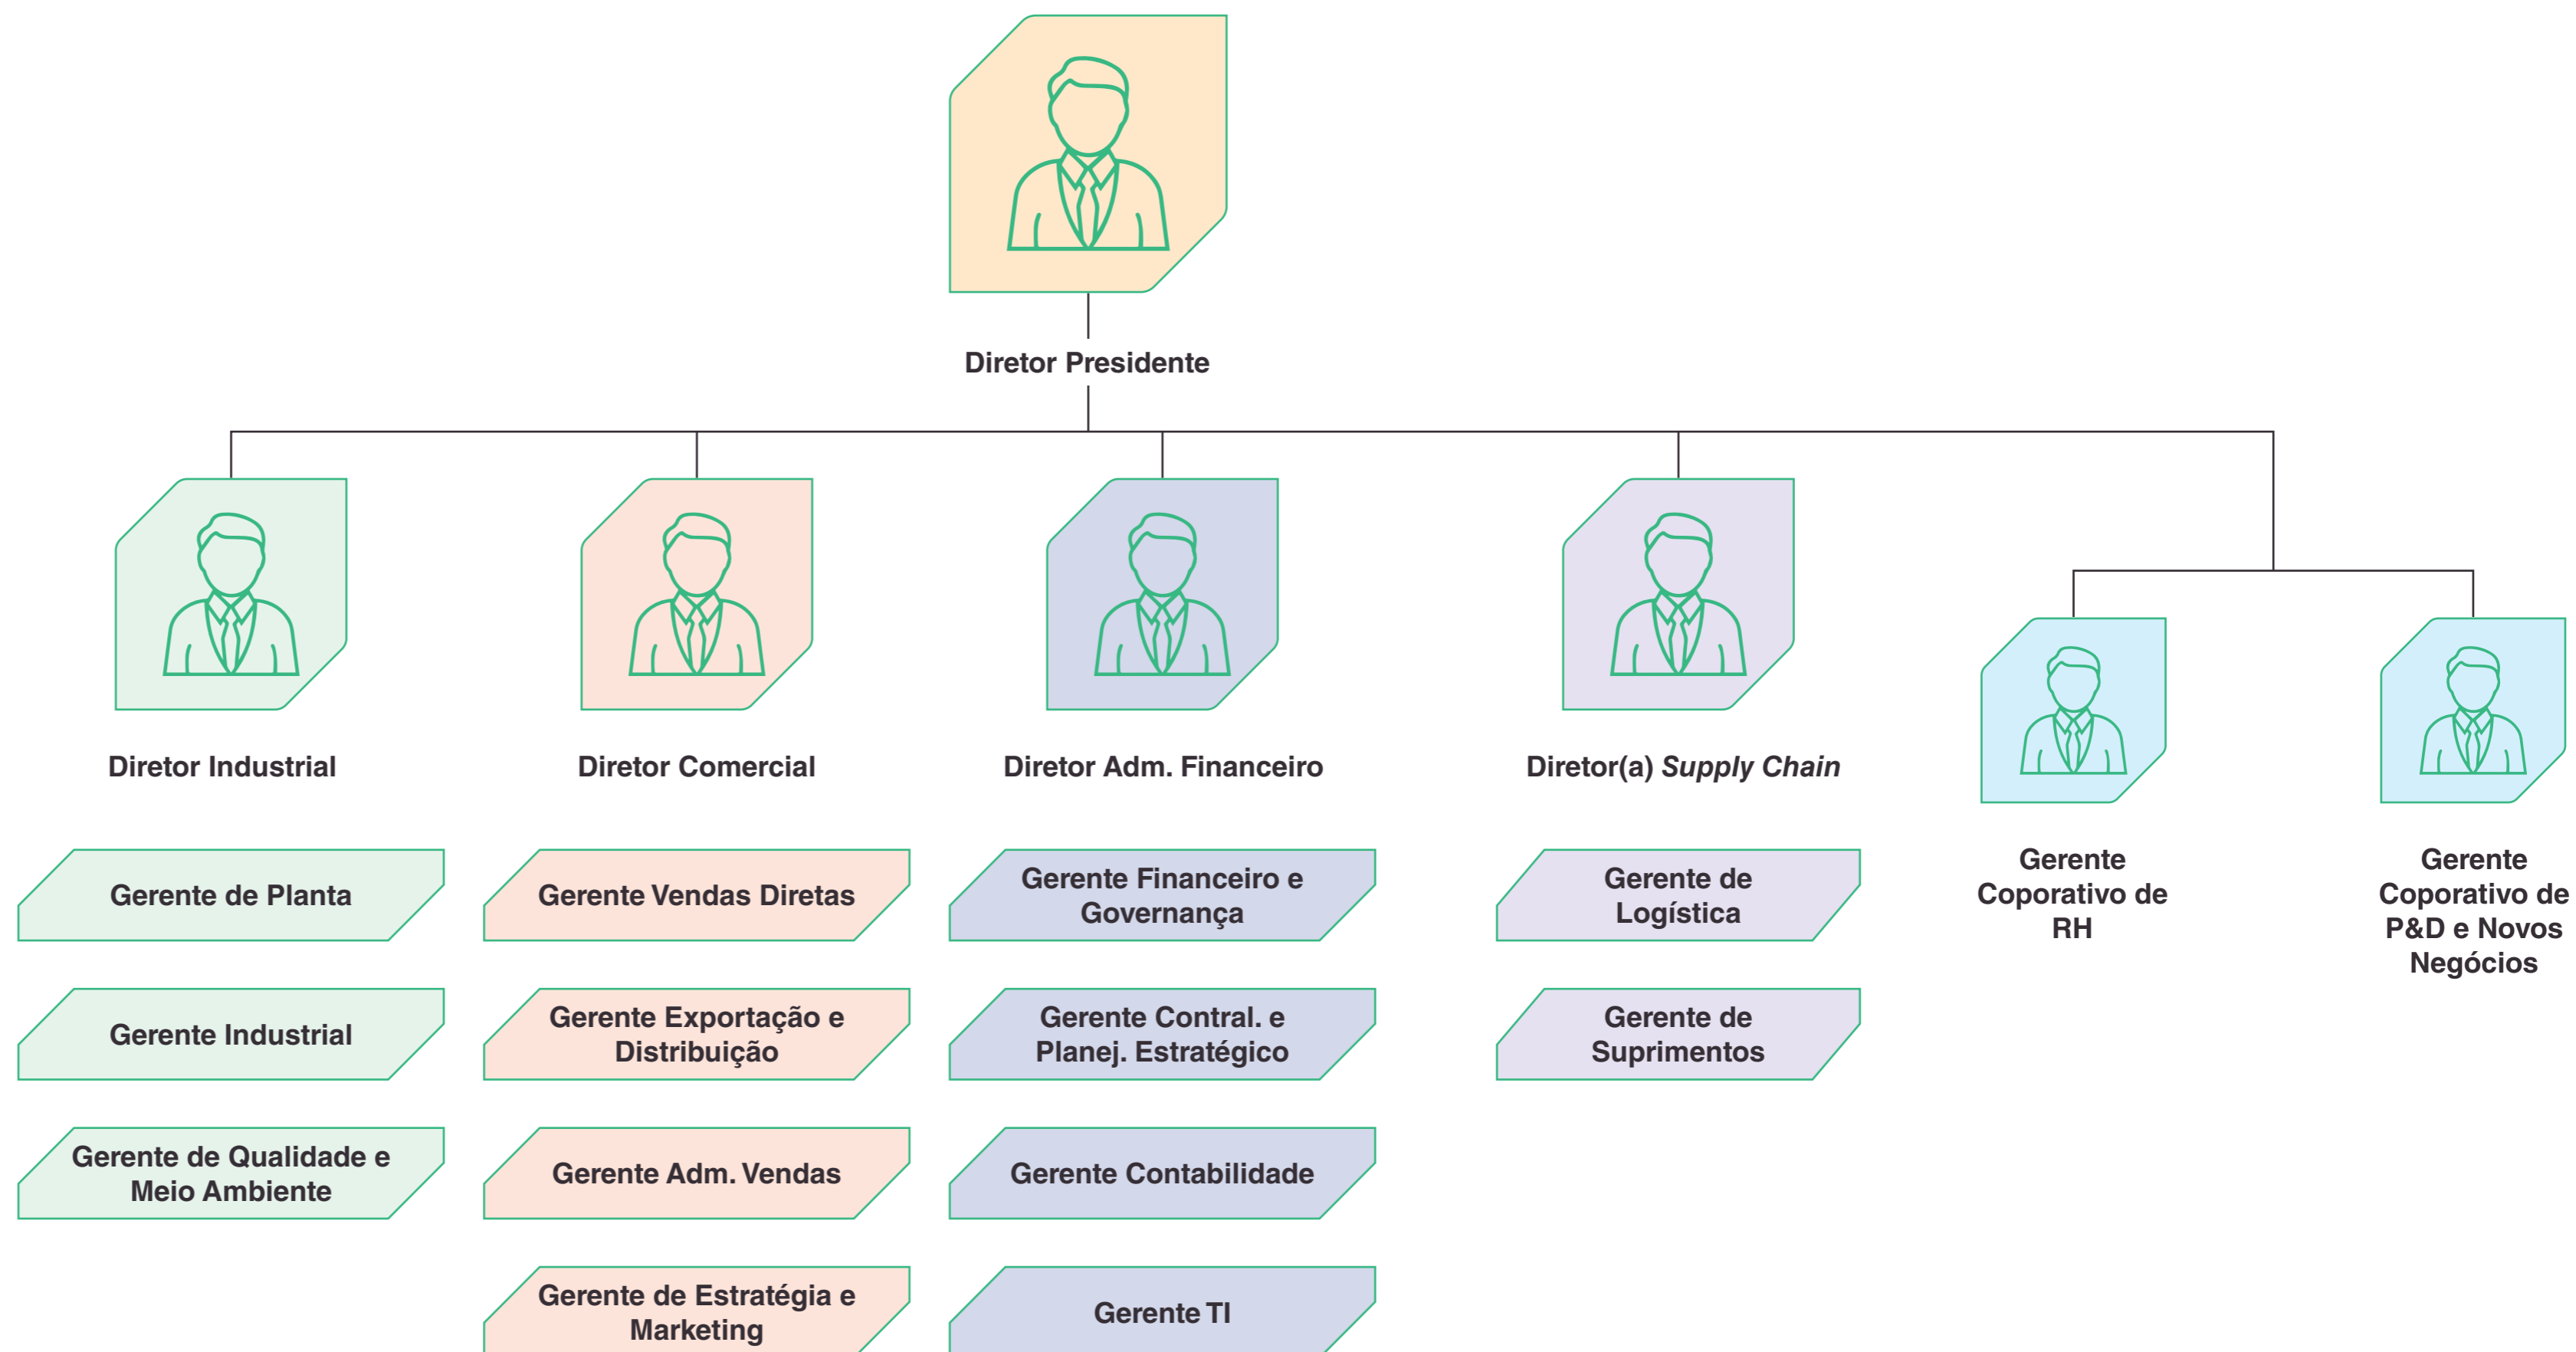 Diretor Presidente
Diretor Industrial
Diretor Comercial
Diretor Adm. Financeiro
Diretor(a) Supply Chain
Gerente
Coporativo de
RH
Gerente
Coporativo de
P&D e Novos
Negócios
Gerente de Planta
Gerente Industrial
Gerente de Qualidade e
Meio Ambiente
Gerente Vendas Diretas
Gerente Exportação e
Distribuição
Gerente Adm. Vendas
Gerente de Estratégia e
Marketing
Gerente Financeiro e
Governança
Gerente Contral. e
Planej. Estratégico
Gerente Contabilidade
Gerente TI
Gerente de
Logística
Gerente de
Suprimentos